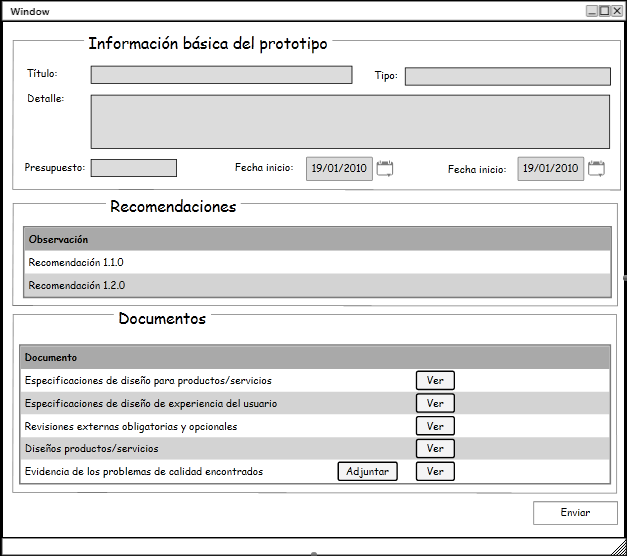 Window
Información básica del prototipo
Título: Tipo:
Detalle:
Presupuesto: Fecha inicio: 19/01/2010 Fecha inicio: 19/01/2010
Recomendaciones
Observación
Recomendación 1.1.0
Recomendación 1.2.0
Documentos
Documento
Especificaciones de diseño para productos/servicios Ver
Especificaciones de diseño de experiencia del usuario Ver
Revisiones externas obligatorias y opcionales Ver
Diseños productos/servicios Ver
Evidencia de los problemas de calidad encontrados Adjuntar Ver
Enviar